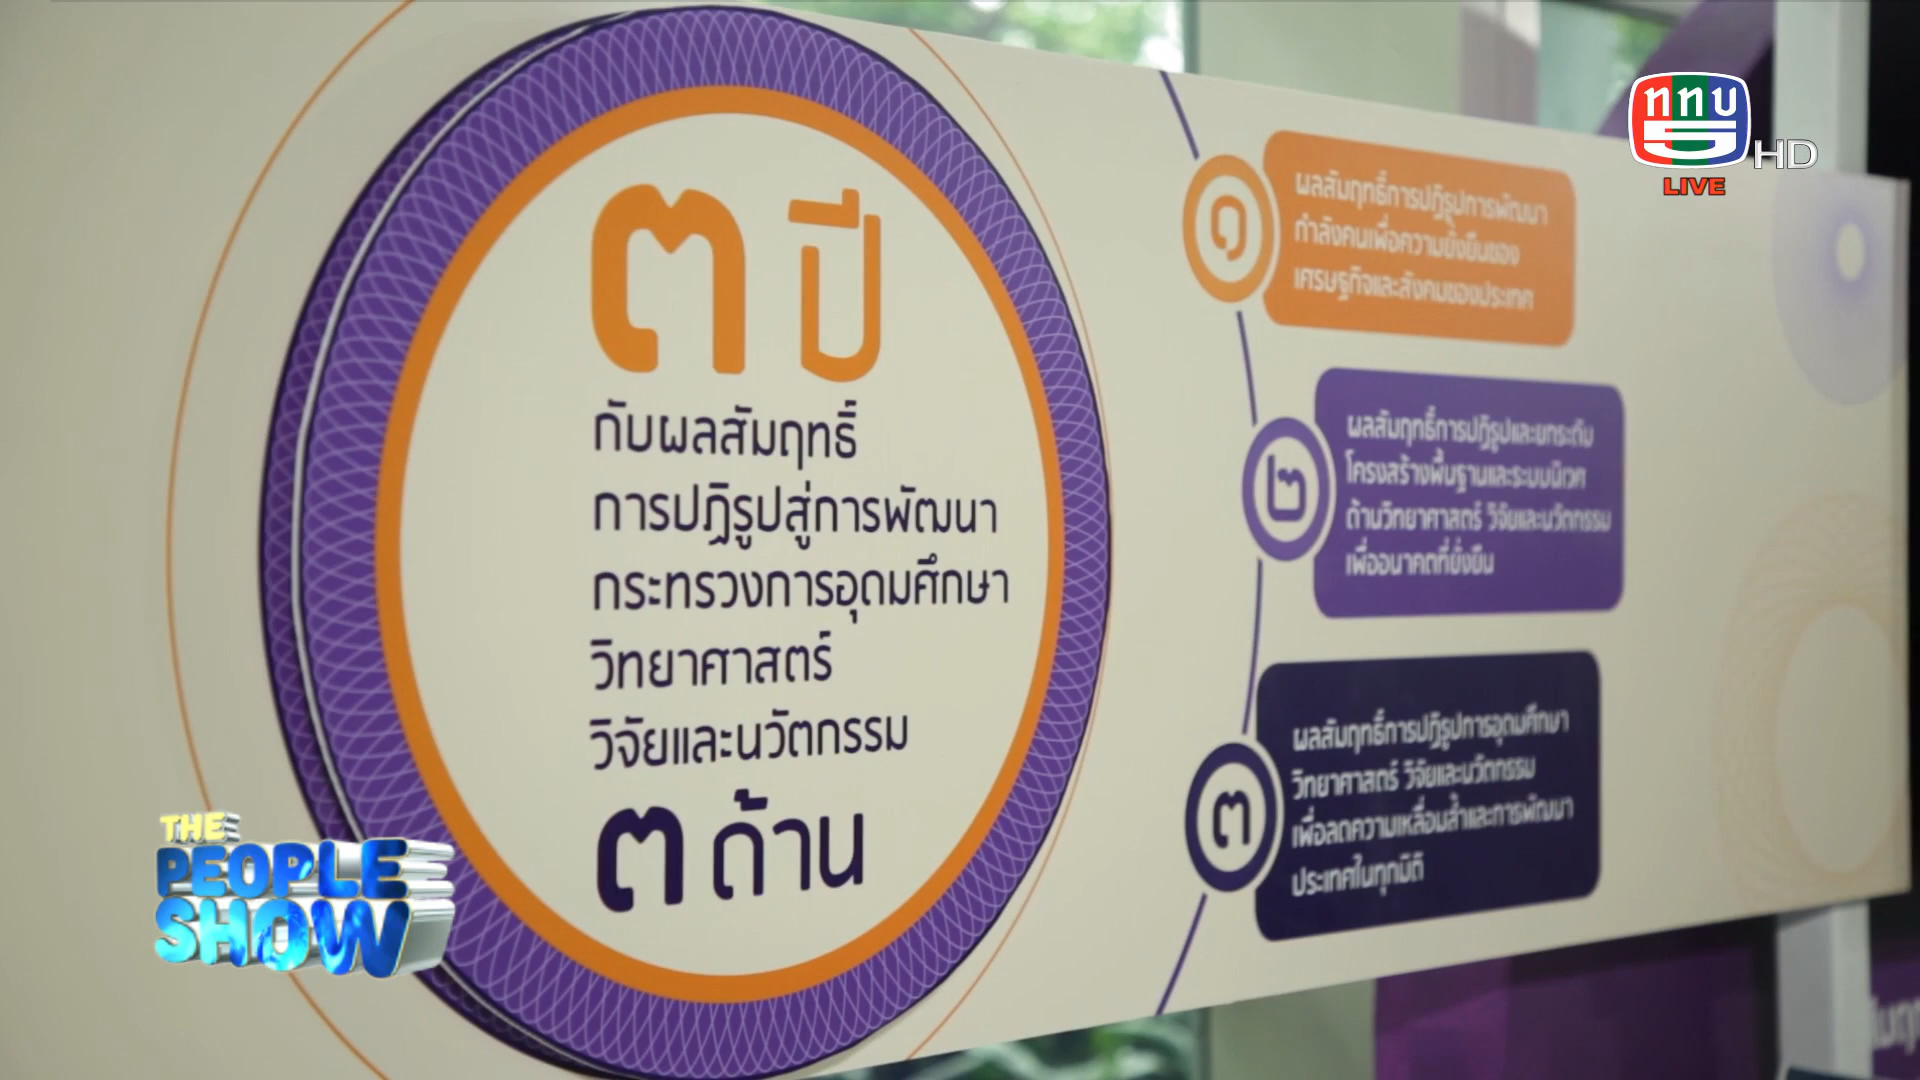 ๓ ปี
กับผลสัมฤทธิ์
การปฏิรูปสู่การพัฒนา
กระทรวงการอุดมศึกษา
วิทยาศาสตร์
วิจัยและนวัตกรรม
๓ ด้าน
๑
ผลสัมฤทธิ์การปฏิรูปการพัฒนา
กำลังคนเพื่อความยั่งยืนของ
เศรษฐกิจและสังคมของประเทศ
๒
ผลสัมฤทธิ์การปฏิรูปและยกระดับ
โครงสร้างพื้นฐานและระบบนิเวศ
ด้านวิทยาศาสตร์ วิจัยและนวัตกรรม
เพื่ออนาคตที่ยั่งยืน
๓
ผลสัมฤทธิ์การปฏิรูปการอุดมศึกษา
วิทยาศาสตร์ วิจัยและนวัตกรรม
เพื่อลดความเหลื่อมล้ำและการพัฒนา
ประเทศในทุกมิติ
ททบ
5 HD
LIVE
THE
PEOPLE
SHOW